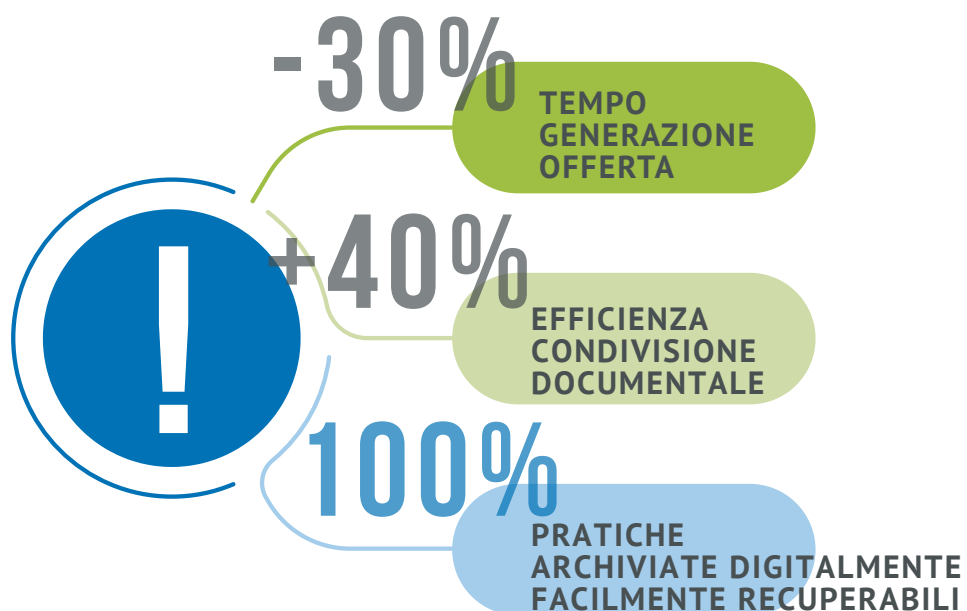 -30%
TEMPO
GENERAZIONE
OFFERTA
!
+40%
EFFICIENZA
CONDIVISIONE
DOCUMENTALE
100%
PRATICHE
ARCHIVIATE DIGITALMENTE
FACILMENTE RECUPERABILI